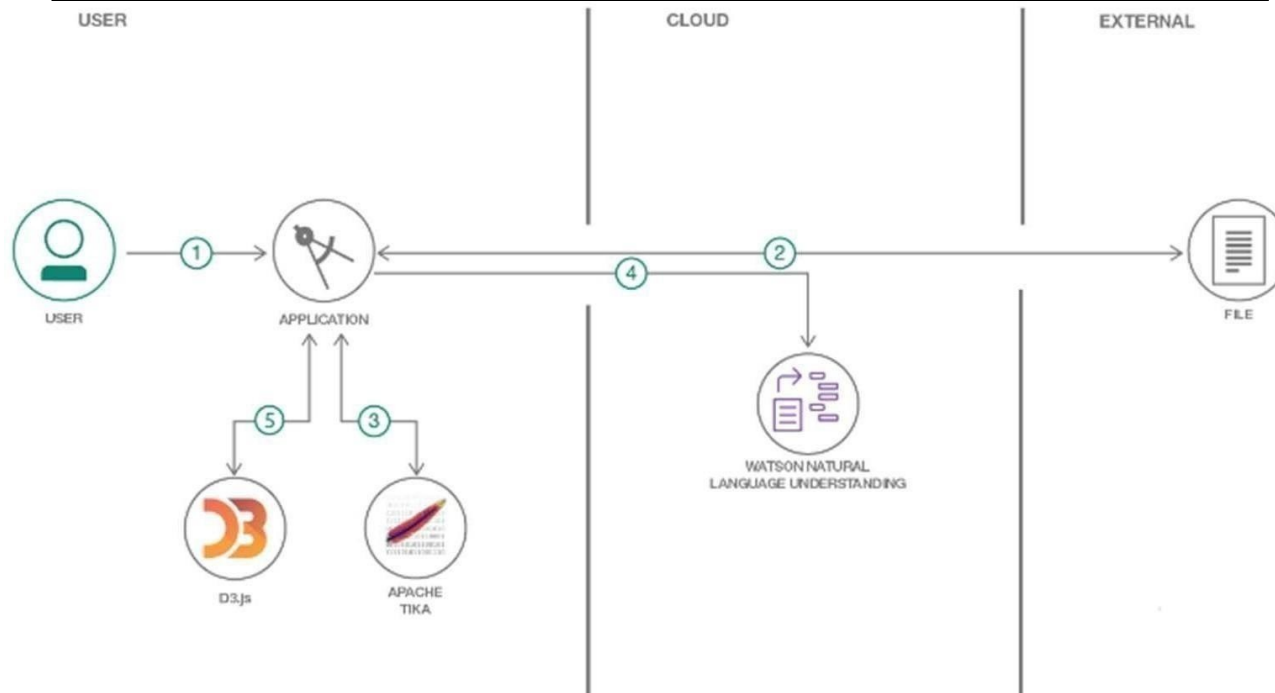 USER
CLOUD
EXTERNAL
1
2
4
USER
APPLICATION
FILE
5
3
WATSON NATURAL
LANGUAGE UNDERSTANDING
D3
D3.js
APACHE
TIKA